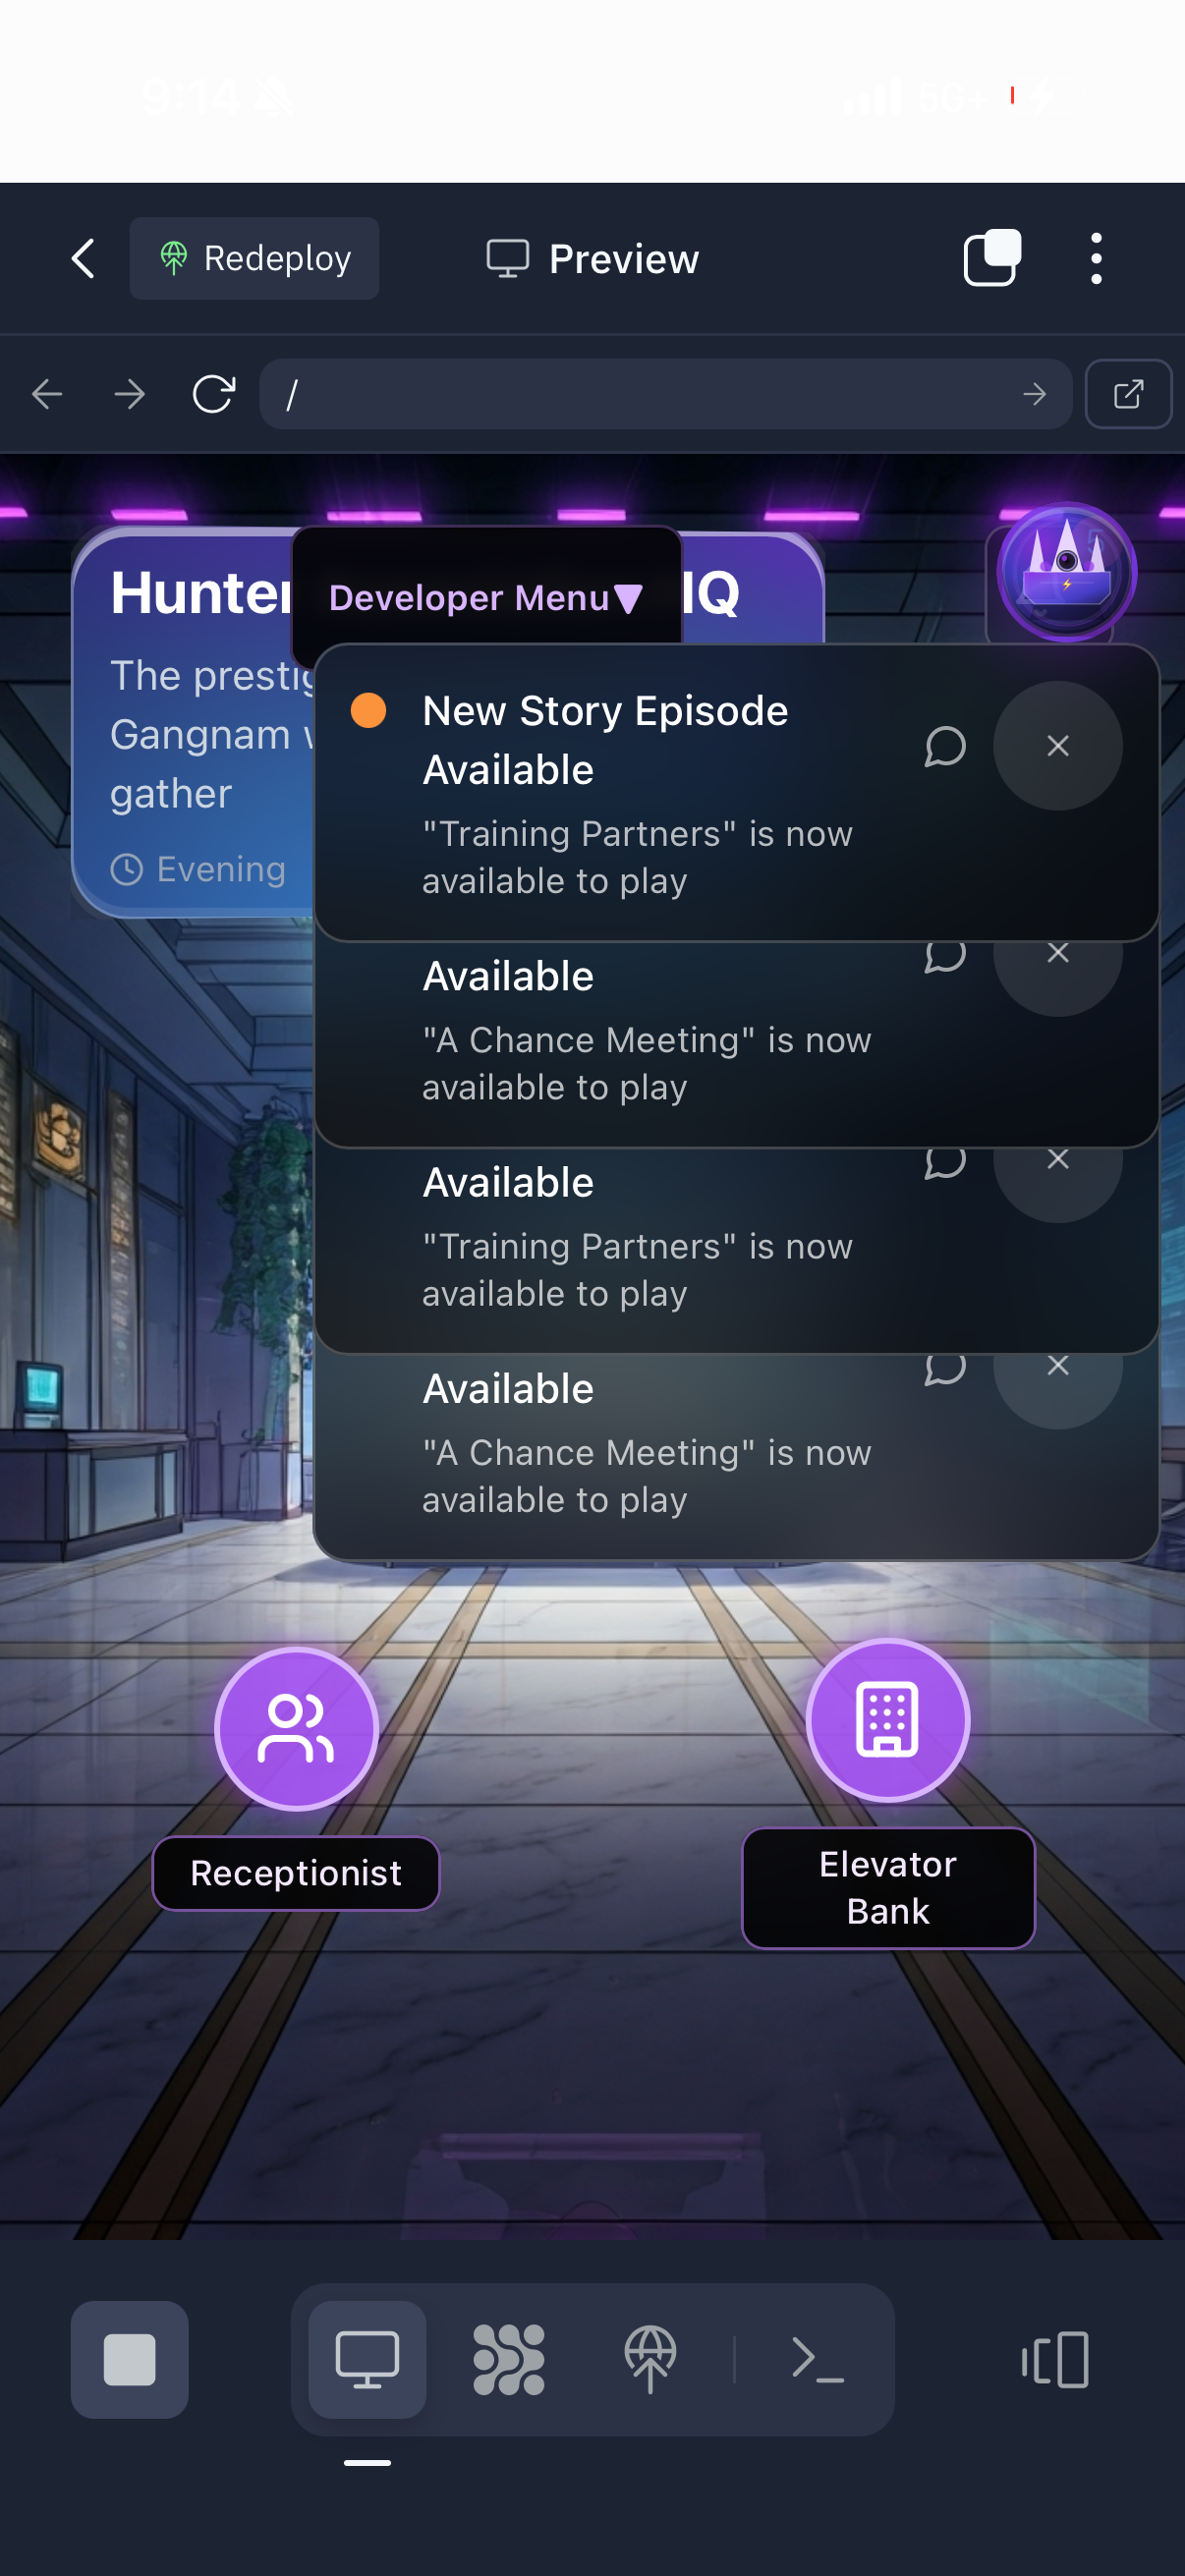 9:14
5G+
Redeploy
Preview
/
Hunter
IQ
Developer Menu▼
The prestig
Gangnam w
gather
Evening
New Story Episode
Available
"Training Partners" is now
available to play
Available
"A Chance Meeting" is now
available to play
Available
"Training Partners" is now
available to play
Available
"A Chance Meeting" is now
available to play
Receptionist
Elevator
Bank